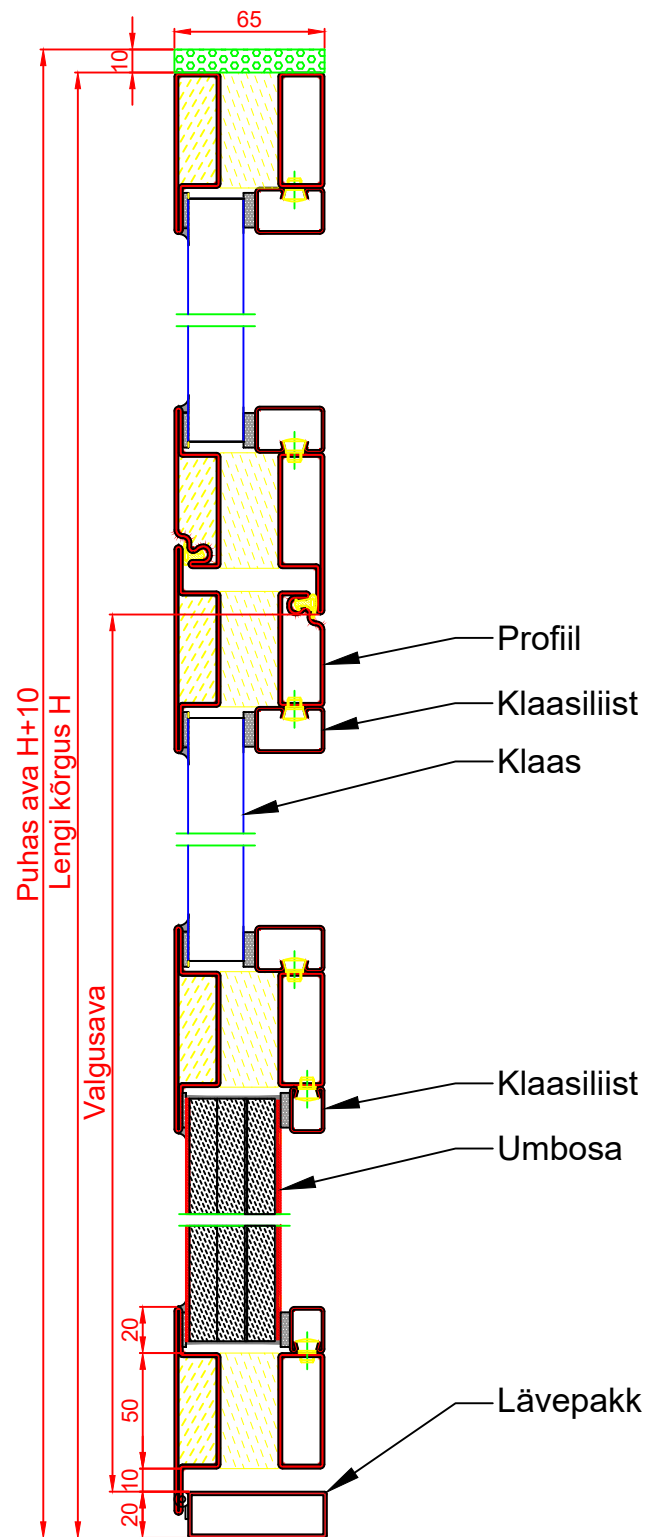 65
10
Puhas ava H+10
Lengi kõrgus H
Valgusava
Profiil
Klaasiliist
Klaas
Klaasiliist
Umbosa
20
50
10
20
Lävepakk